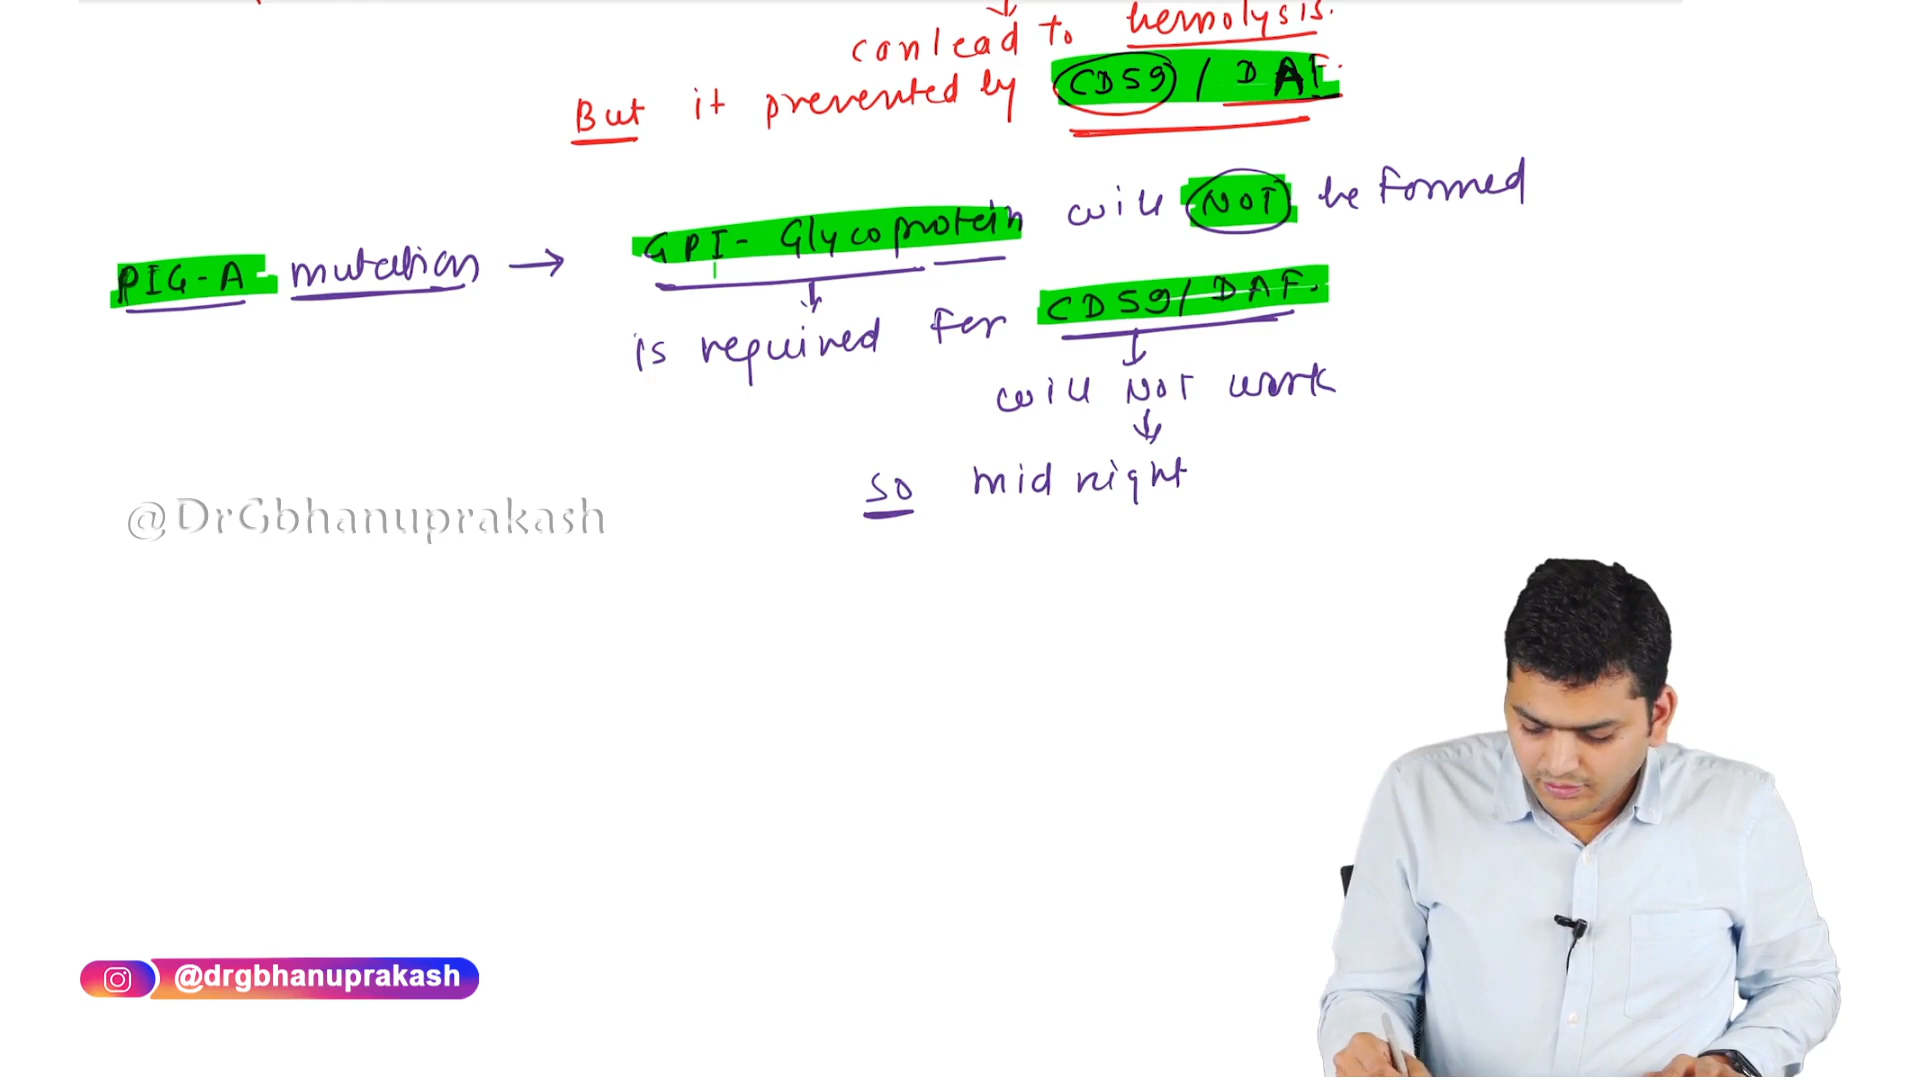 can lead to hemolysis.
But it prevented by CD59 / DAF.
PIG-A mutation → GPI- Glycoprotein will NOT be formed
is required for CD59/DAF.
will NOT work
so mid night
@DrGbhanuprakash
@drgbhanuprakash